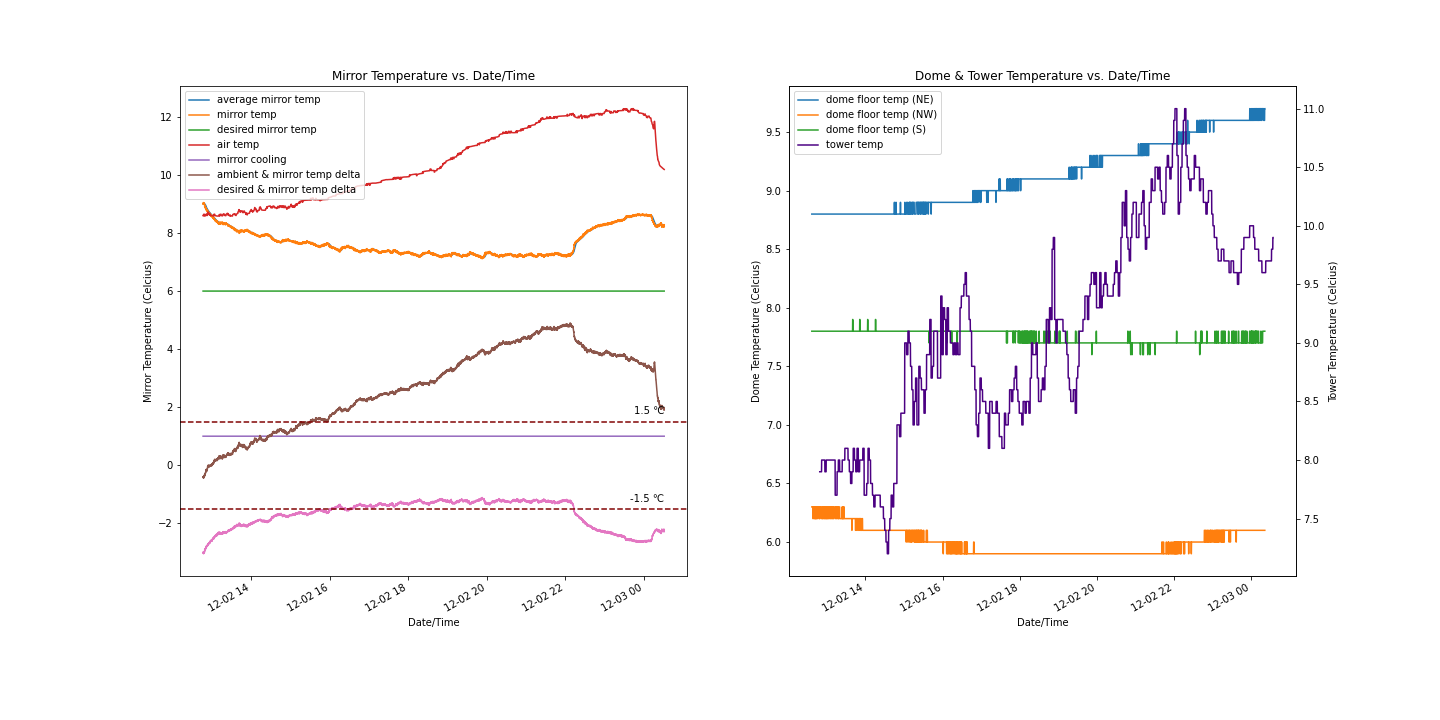 Mirror Temperature vs. Date/Time
average mirror temp
mirror temp
desired mirror temp
air temp
mirror cooling
ambient & mirror temp delta
desired & mirror temp delta
12
10
8
6
4
2
0
−2
Mirror Temperature (Celcius)
1.5 °C
-1.5 °C
12-02 14
12-02 16
12-02 18
12-02 20
12-02 22
12-03 00
Date/Time
Dome & Tower Temperature vs. Date/Time
dome floor temp (NE)
dome floor temp (NW)
dome floor temp (S)
tower temp
9.5
9.0
8.5
8.0
7.5
7.0
6.5
6.0
Dome Temperature (Celcius)
11.0
10.5
10.0
9.5
9.0
8.5
8.0
7.5
Tower Temperature (Celcius)
12-02 14
12-02 16
12-02 18
12-02 20
12-02 22
12-03 00
Date/Time